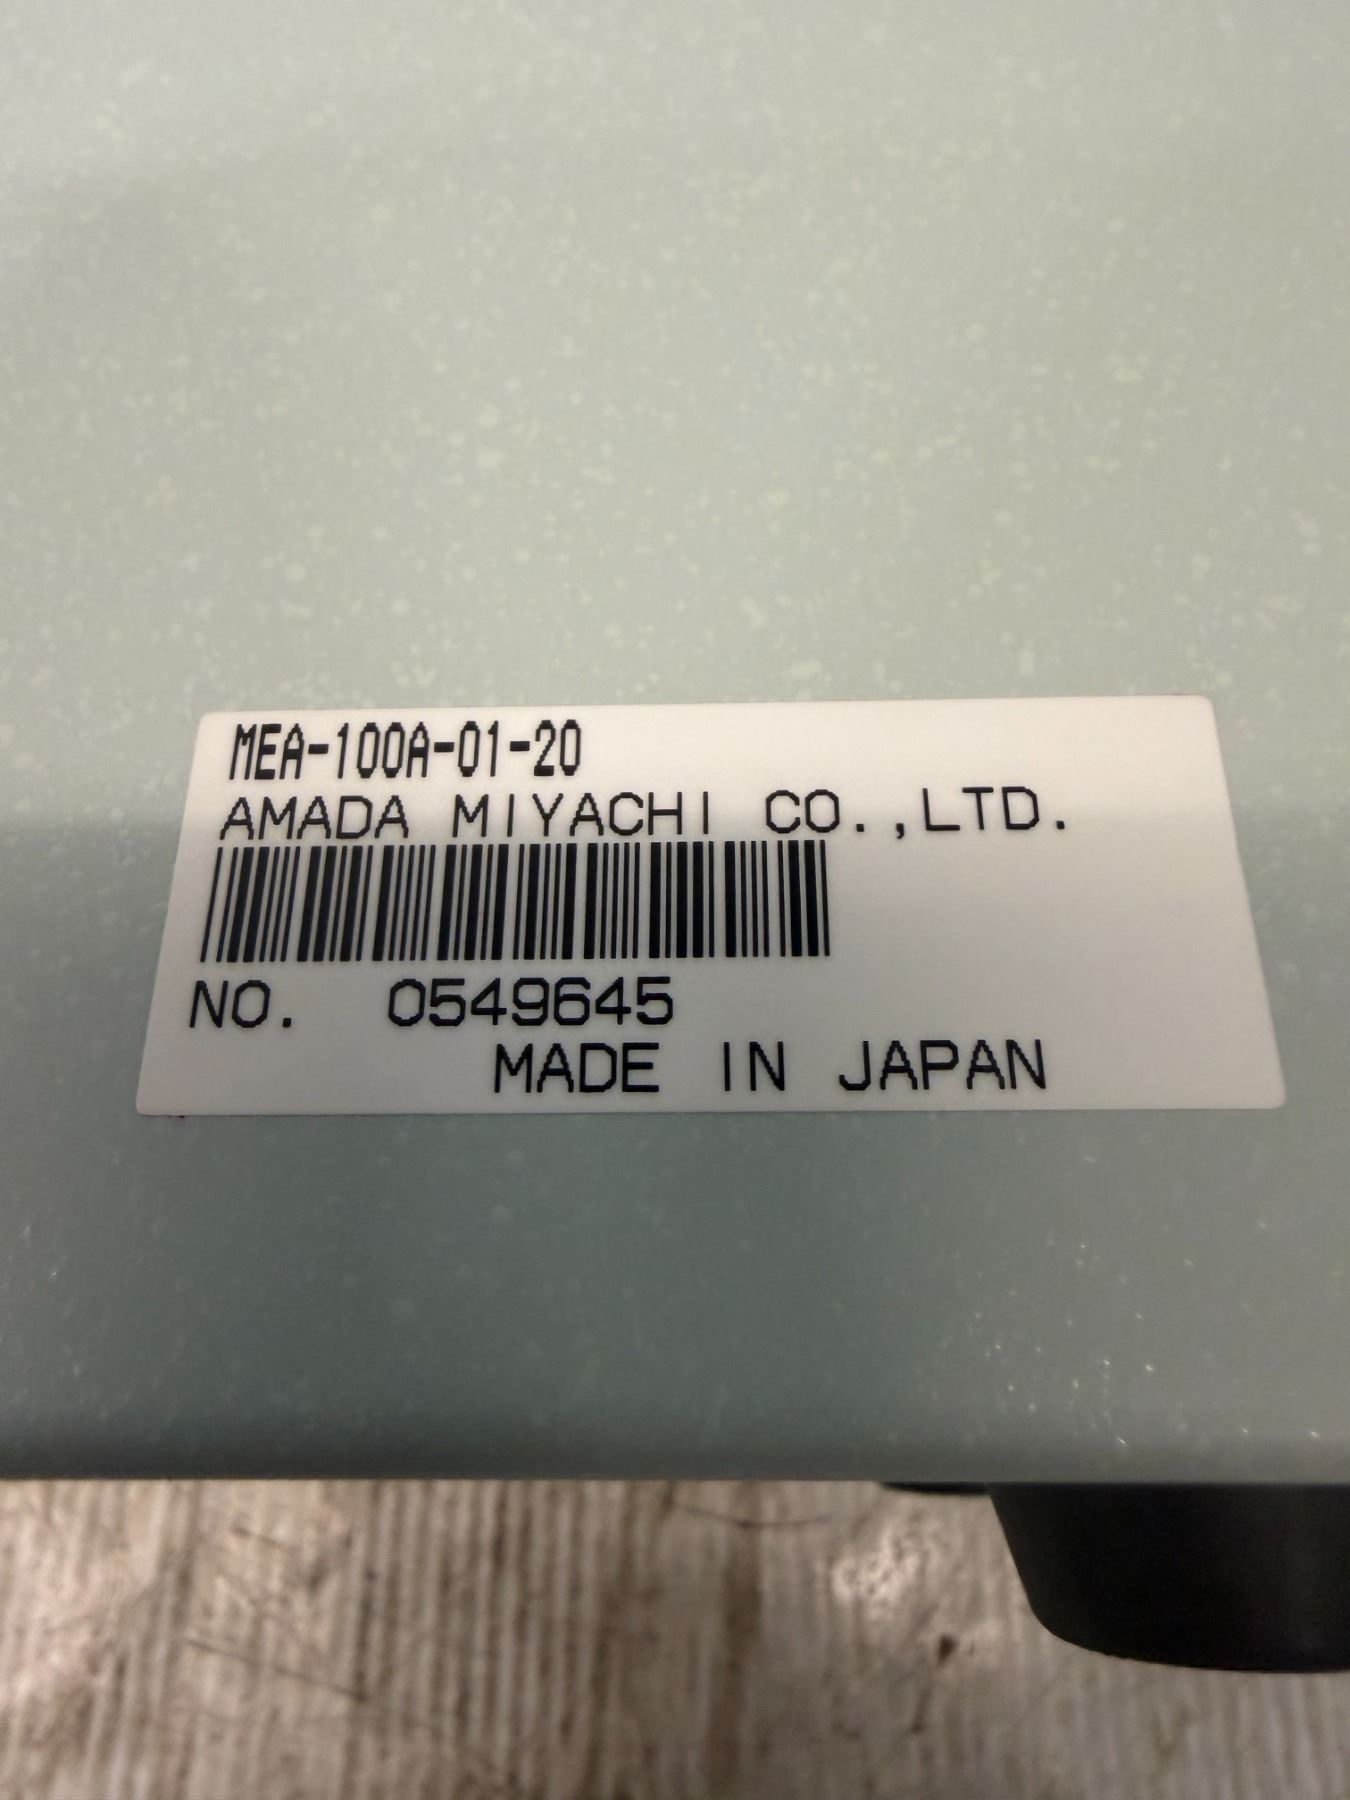 MEA-100A-01-20
AMADA MIYACHI CO.,LTD.
NO. 0549645
MADE IN JAPAN